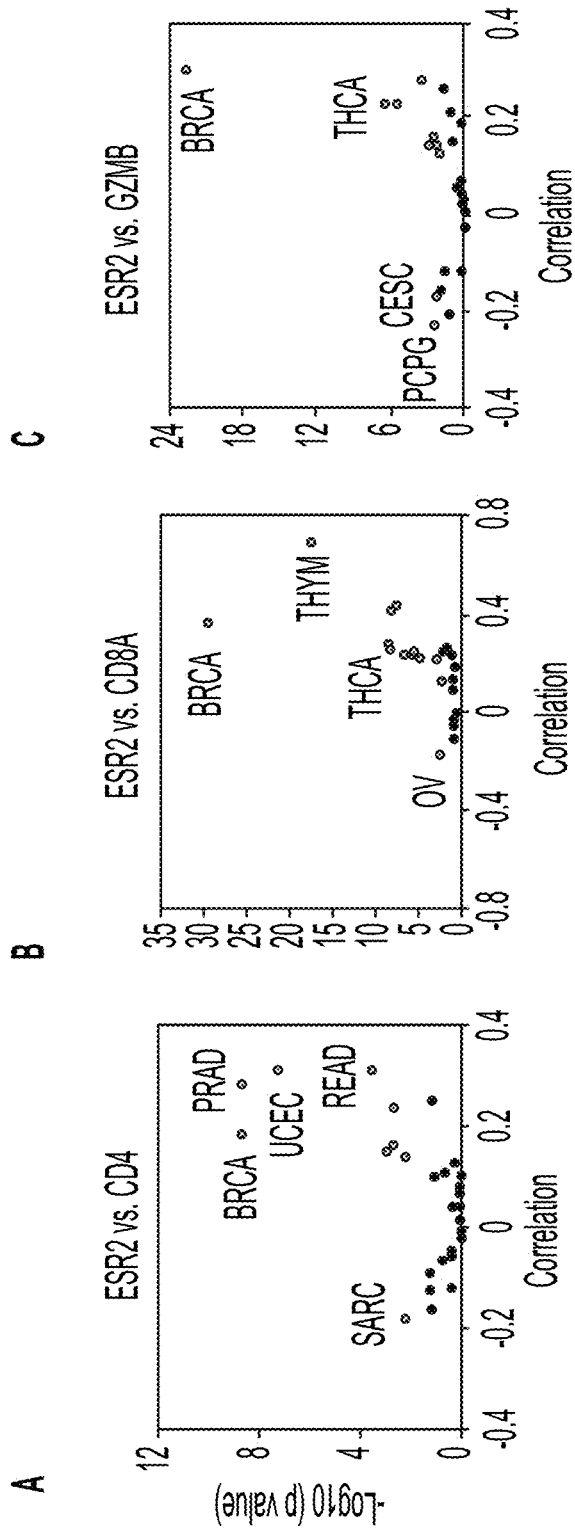 A
ESR2 vs. CD4
-Log10 (p value)
12
8
4
0
-0.4
-0.2
0
0.2
0.4
Correlation
SARC
BRCA
PRAD
UCEC
READ
B
ESR2 vs. CD8A
35
30
25
20
15
10
5
0
-0.8
-0.4
0
0.4
0.8
Correlation
OV
THCA
BRCA
THYM
C
ESR2 vs. GZMB
24
18
12
6
0
-0.4
-0.2
0
0.2
0.4
Correlation
PCPG
CESC
THCA
BRCA